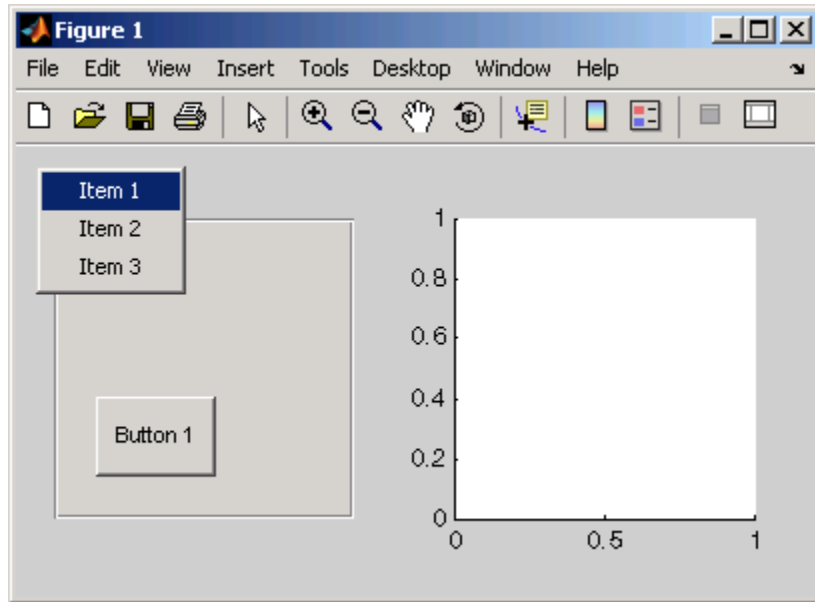 Figure 1
File Edit View Insert Tools Desktop Window Help
Item 1
Item 2
Item 3
Button 1
1
0.8
0.6
0.4
0.2
0
0 0.5 1